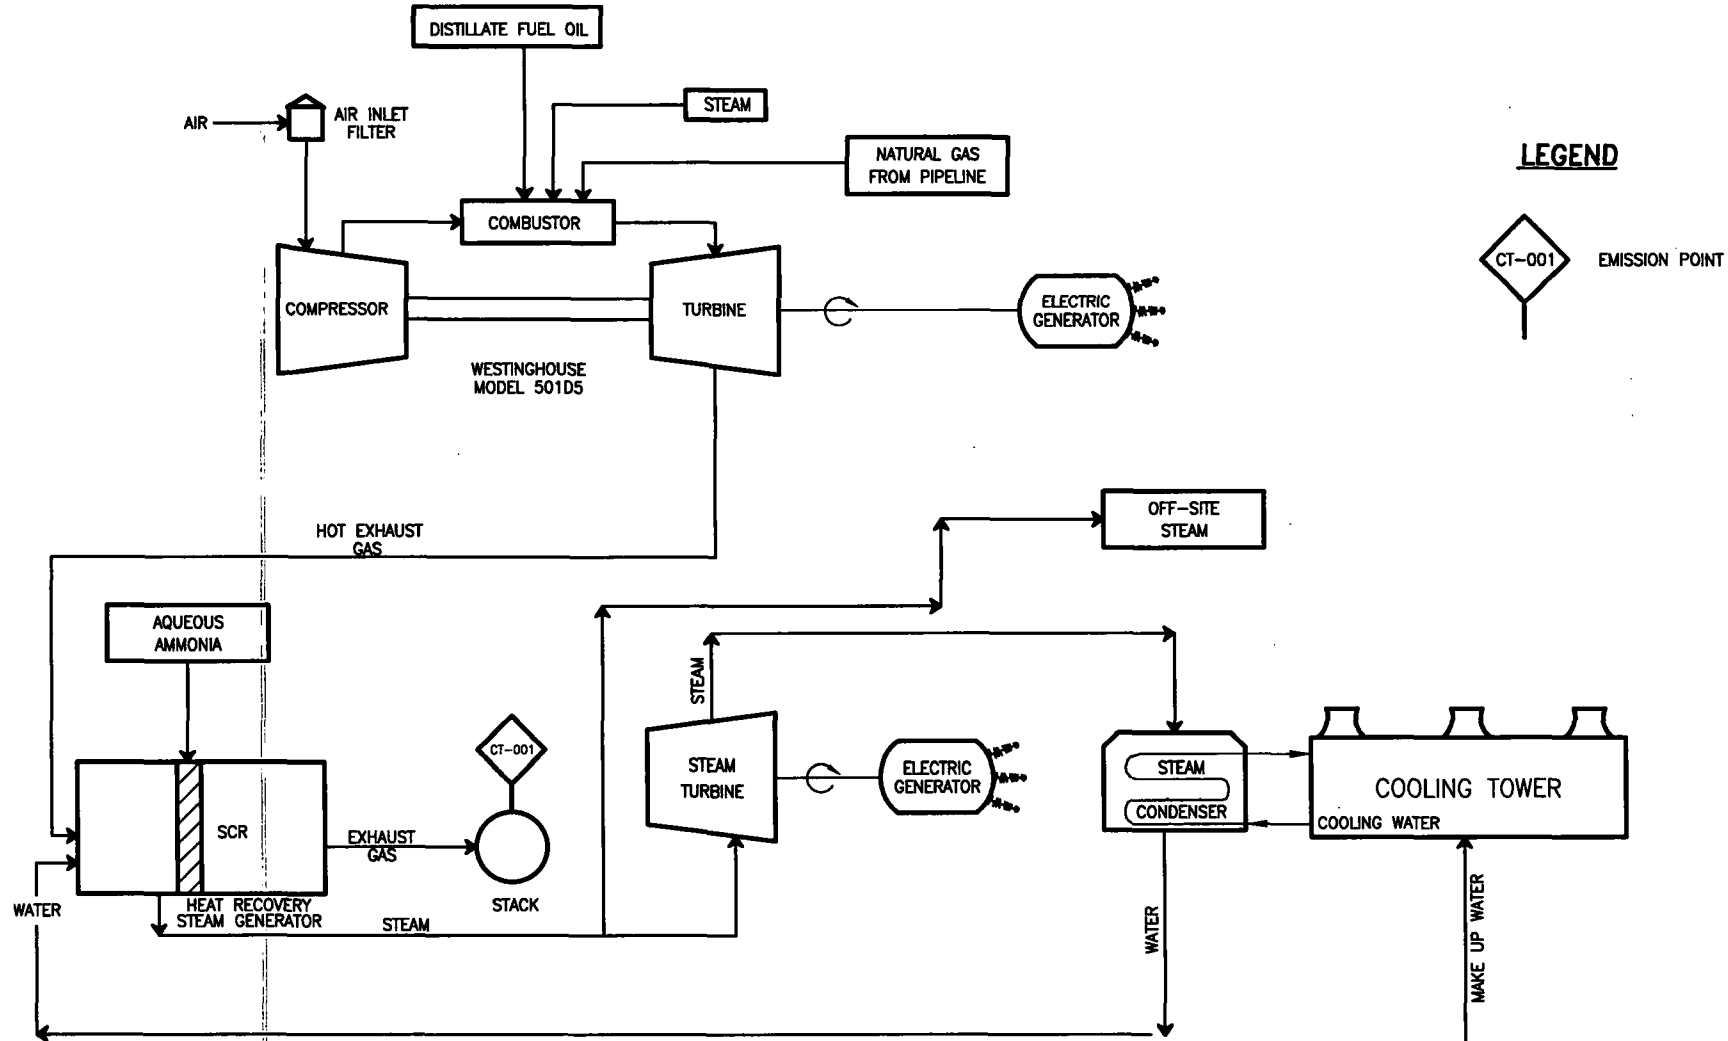 DISTILLATE FUEL OIL
STEAM
AIR
AIR INLET
FILTER
NATURAL GAS
FROM PIPELINE
LEGEND
COMBUSTOR
CT-001
EMISSION POINT
COMPRESSOR
TURBINE
ELECTRIC
GENERATOR
WESTINGHOUSE
MODEL 501D5
OFF-SITE
STEAM
HOT EXHAUST
GAS
AQUEOUS
AMMONIA
STEAM
CT-001
STEAM
TURBINE
ELECTRIC
GENERATOR
STEAM
CONDENSER
COOLING TOWER
COOLING WATER
SCR
EXHAUST
GAS
STACK
HEAT RECOVERY
STEAM GENERATOR
WATER
STEAM
WATER
MAKE UP WATER